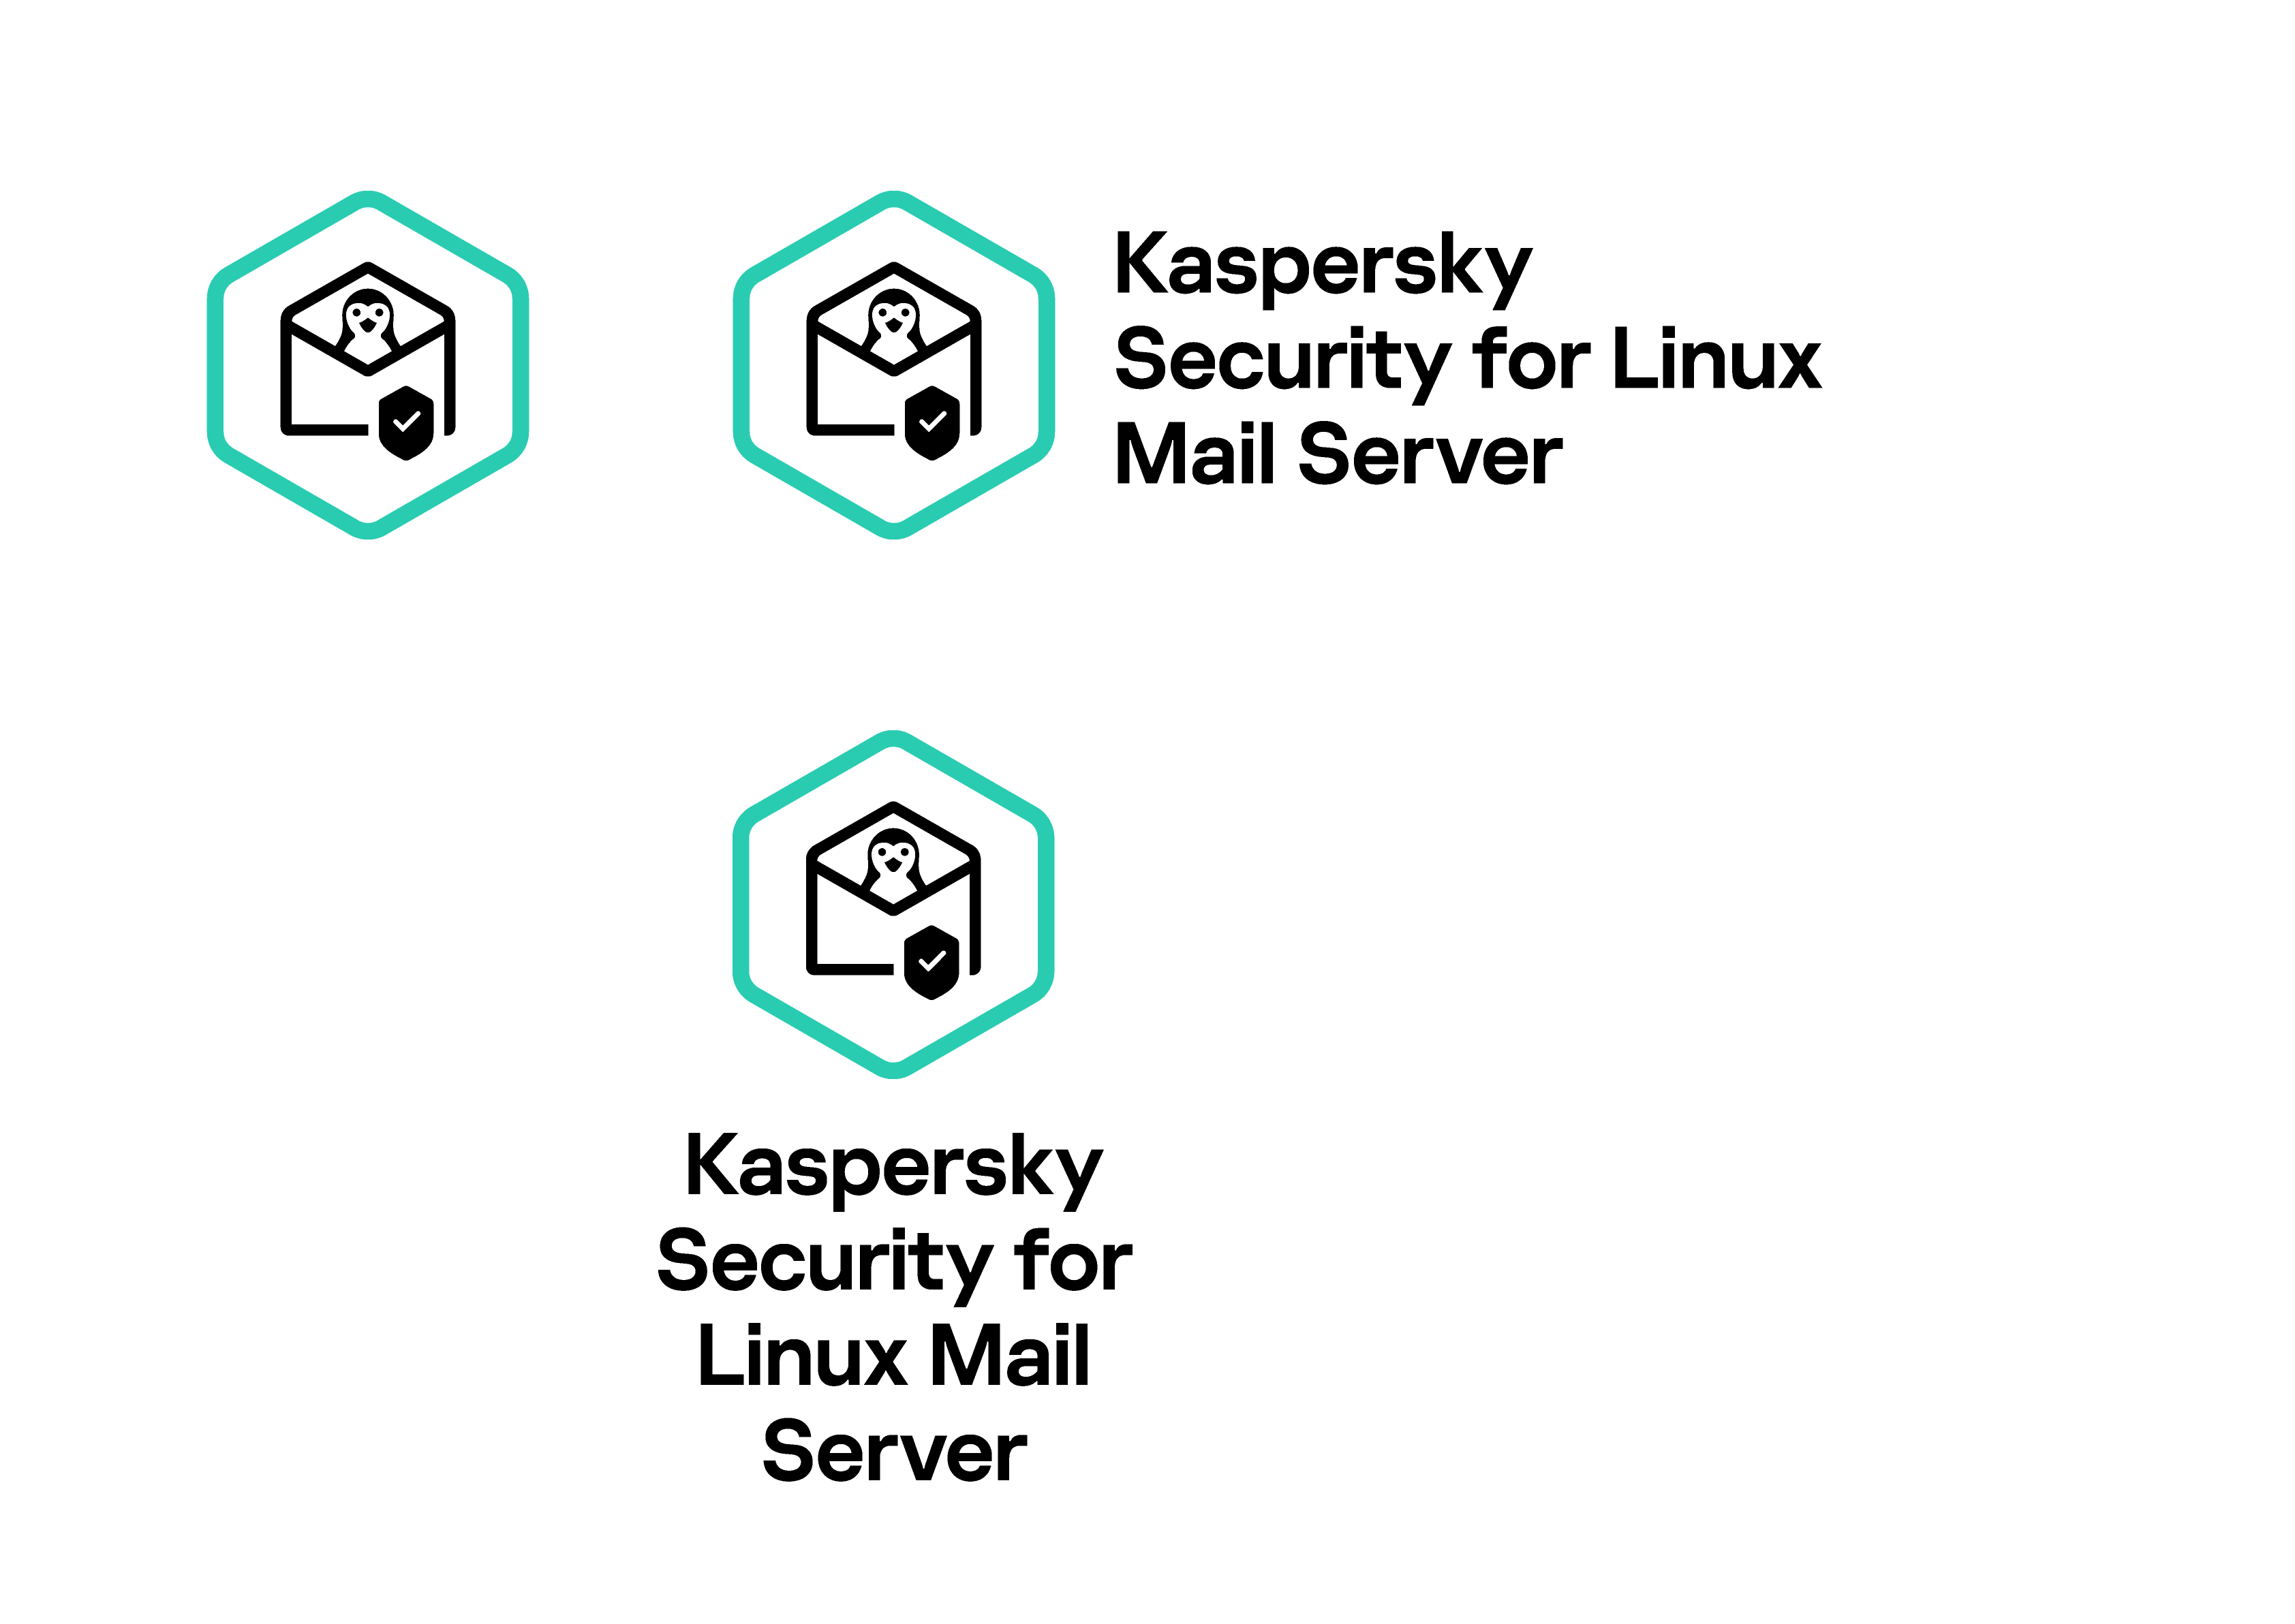 Kaspersky
Security for Linux
Mail Server
Kaspersky
Security for
Linux Mail
Server